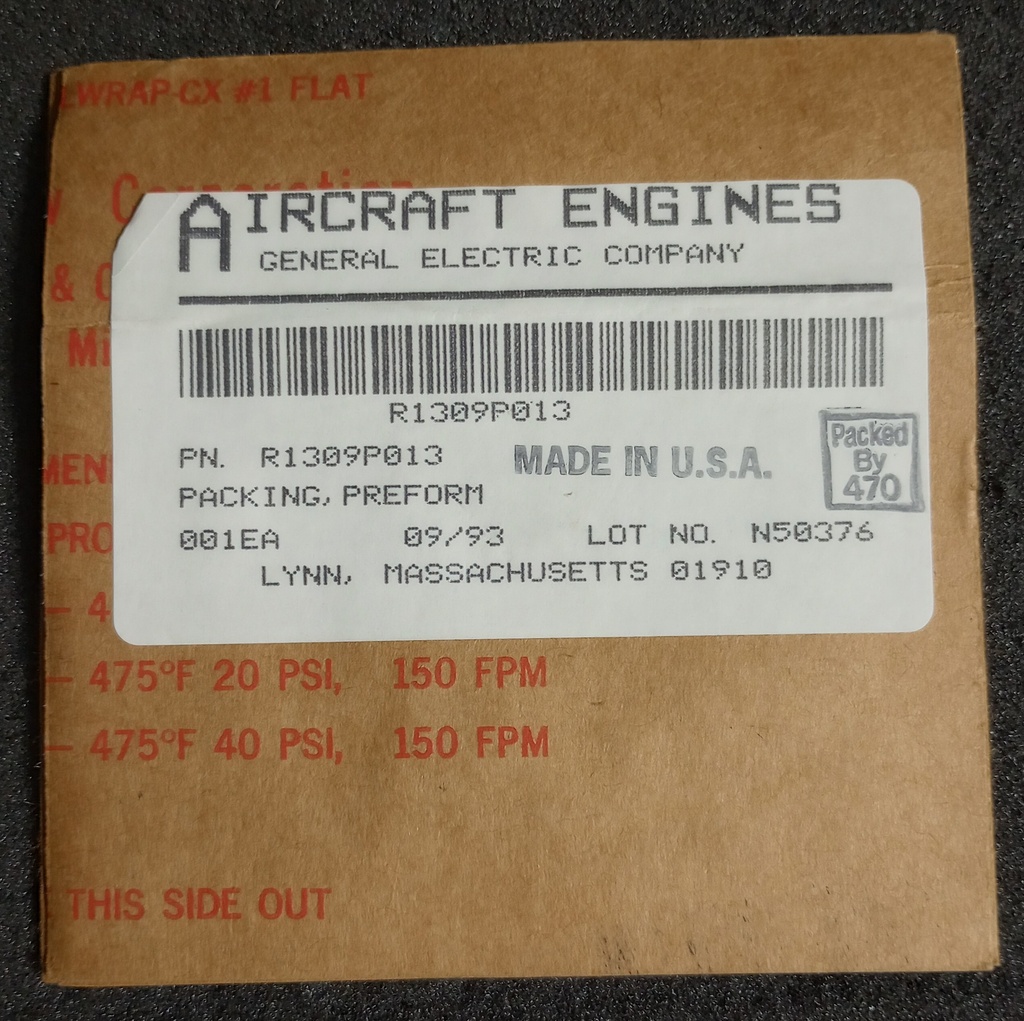 #1 FLAT
AIRCRAFT ENGINES
GENERAL ELECTRIC COMPANY
&
R1309P013
PN. R1309P013 MADE IN U.S.A.
PACKING, PREFORM
Packed
By
470
001EA 09/93 LOT NO. N50376
LYNN, MASSACHUSETTS 01910
— 4
— 475°F 20 PSI, 150 FPM
— 475°F 40 PSI, 150 FPM
THIS SIDE OUT